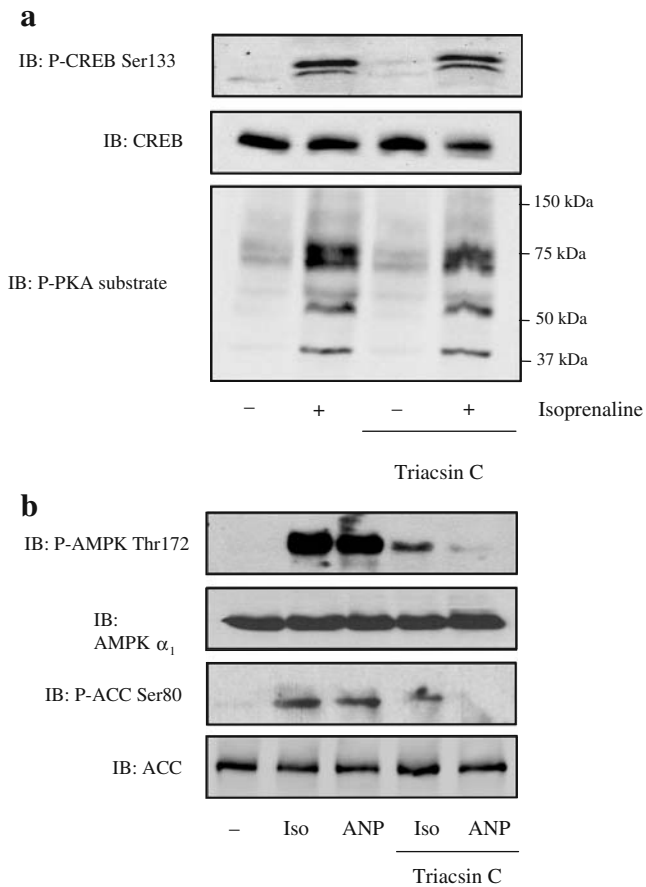 a
IB: P-CREB Ser133
IB: CREB
IB: P-PKA substrate
150 kDa
75 kDa
50 kDa
37 kDa
– + – + Isoprenaline
Triacsin C
b
IB: P-AMPK Thr172
IB:
AMPK α₁
IB: P-ACC Ser80
IB: ACC
– Iso ANP Iso ANP
Triacsin C